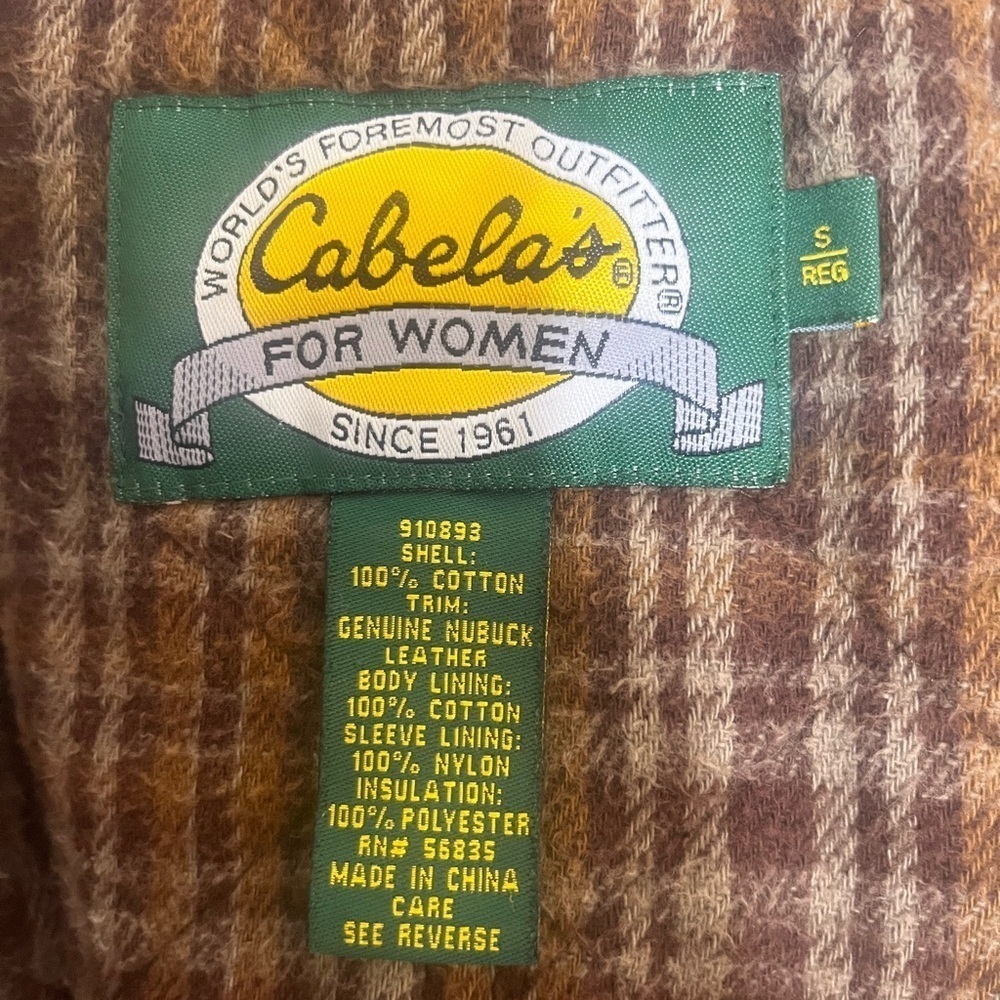 WORLD'S FOREMOST OUTFITTER®
Cabela's®
FOR WOMEN
SINCE 1961
S
REG
910893
SHELL:
100% COTTON
TRIM:
GENUINE NUBUCK
LEATHER
BODY LINING:
100% COTTON
SLEEVE LINING:
100% NYLON
INSULATION:
100% POLYESTER
RN# 56835
MADE IN CHINA
CARE
SEE REVERSE